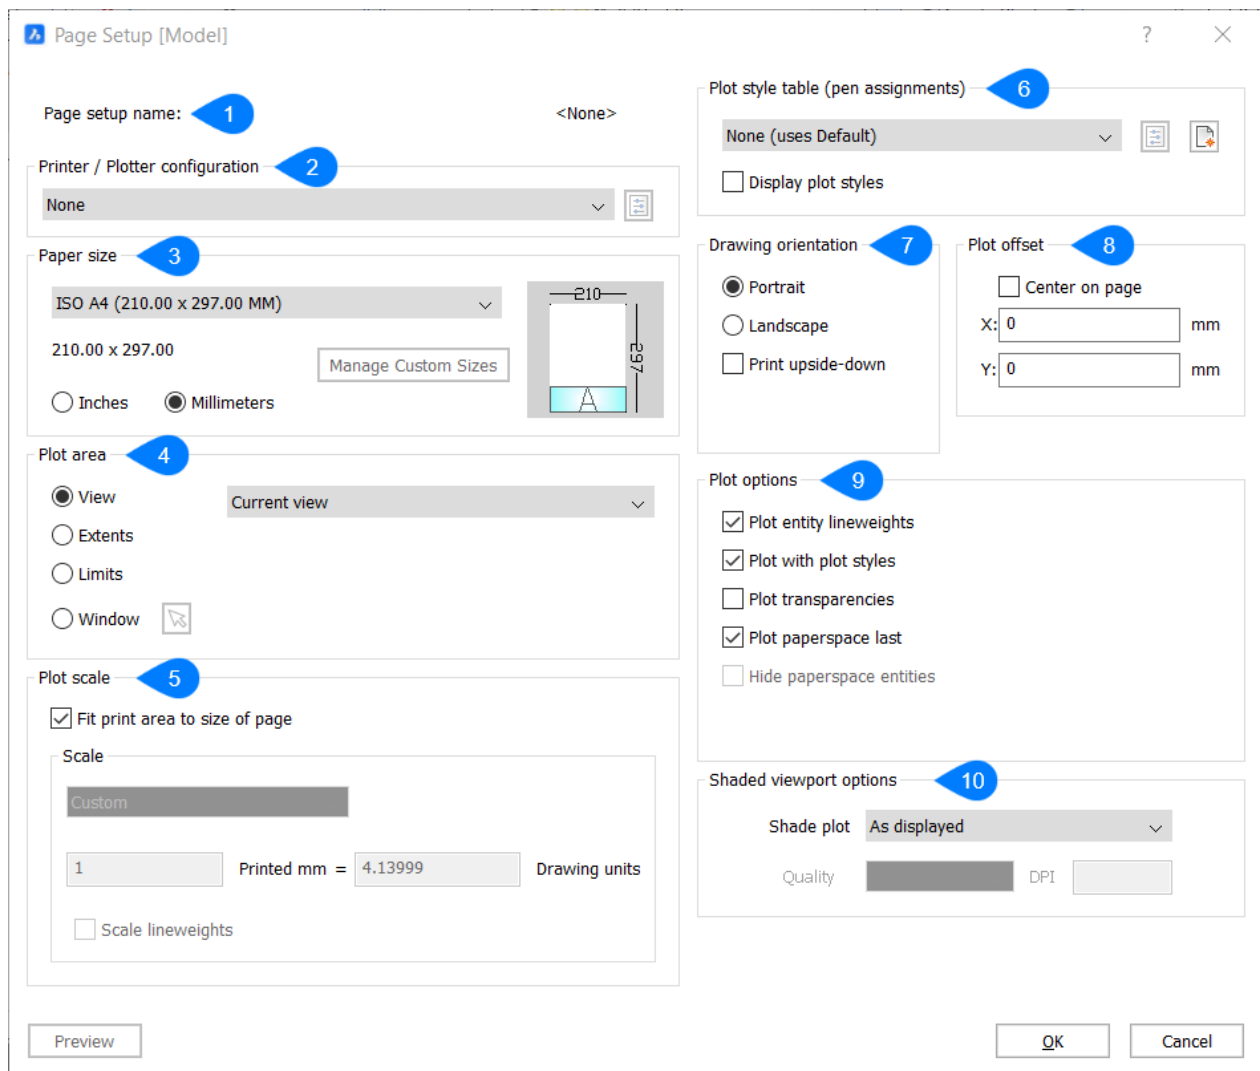 Page Setup [Model]
?
Page setup name:
1
<None>
Printer / Plotter configuration
2
None
Paper size
3
ISO A4 (210.00 x 297.00 MM)
210.00 x 297.00
Manage Custom Sizes
Inches
Millimeters
210
297
A
Plot area
4
View
Current view
Extents
Limits
Window
Plot scale
5
Fit print area to size of page
Scale
Custom
1
Printed mm =
4.13999
Drawing units
Scale lineweights
Preview
Plot style table (pen assignments)
6
None (uses Default)
Display plot styles
Drawing orientation
7
Portrait
Landscape
Print upside-down
Plot offset
8
Center on page
X: 0 mm
Y: 0 mm
Plot options
9
Plot entity lineweights
Plot with plot styles
Plot transparencies
Plot paperspace last
Hide paperspace entities
Shaded viewport options
10
Shade plot
As displayed
Quality
DPI
OK
Cancel